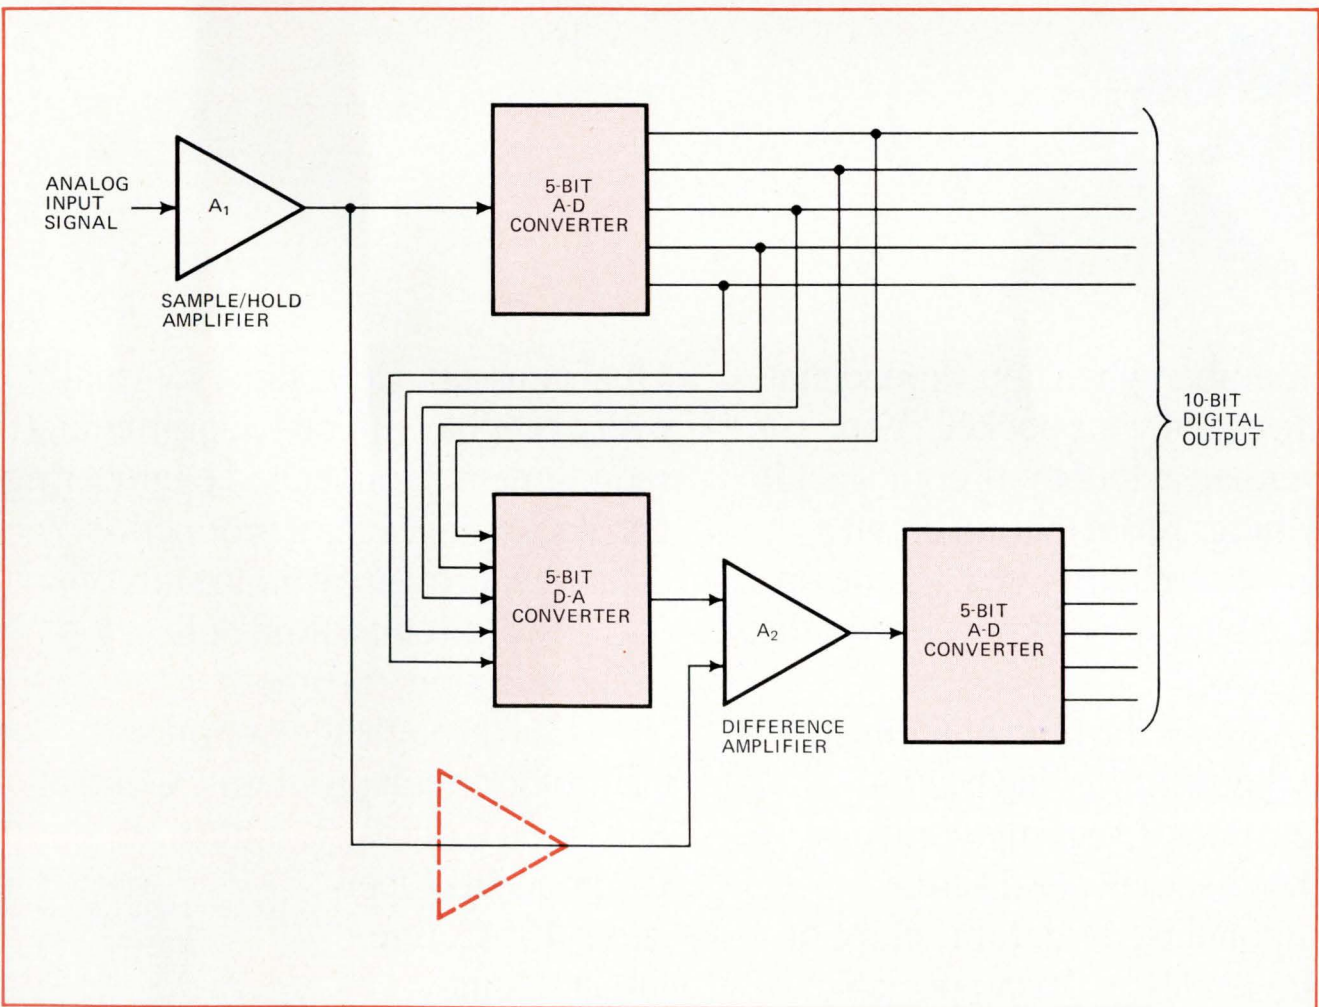 ANALOG
INPUT
SIGNAL
A₁
SAMPLE/HOLD
AMPLIFIER
5-BIT
A-D
CONVERTER
10-BIT
DIGITAL
OUTPUT
5-BIT
D-A
CONVERTER
A₂
DIFFERENCE
AMPLIFIER
5-BIT
A-D
CONVERTER